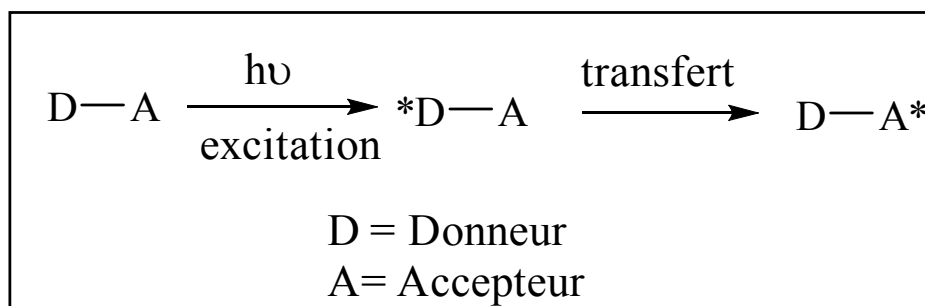 hυ transfert
D—A *D—A D—A*
excitation
D = Donneur
A= Accepteur